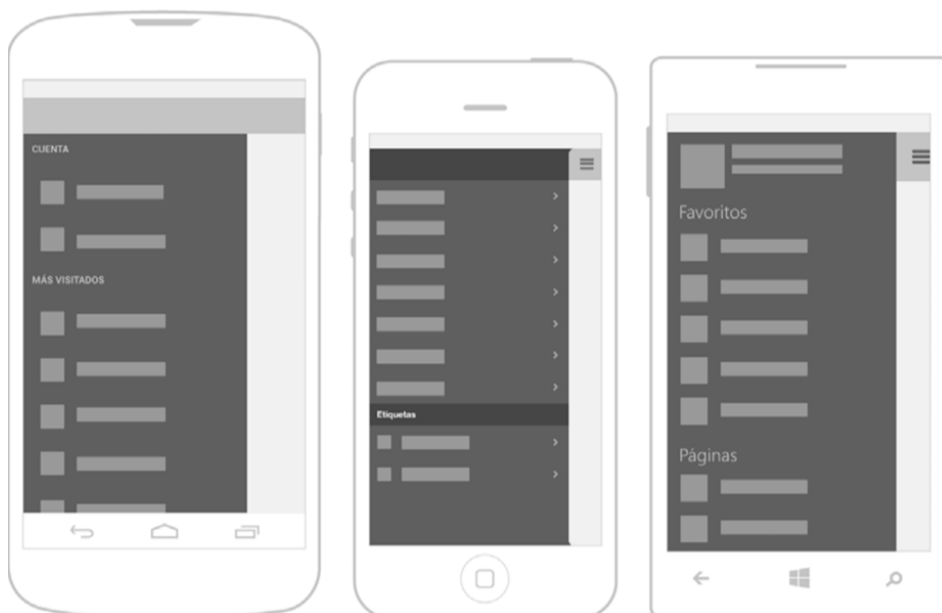 CUENTA
MÁS VISITADOS
Etiquetas
Favoritos
Páginas